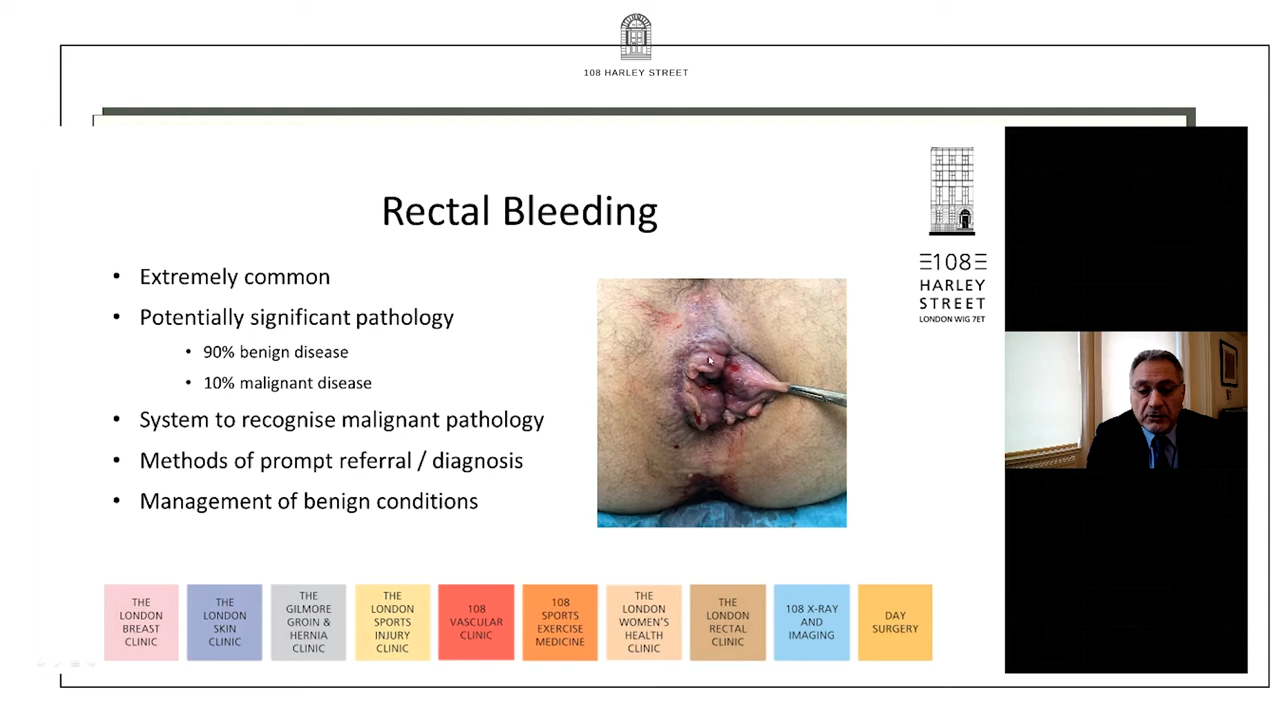 108 HARLEY STREET
Rectal Bleeding
• Extremely common
• Potentially significant pathology
• 90% benign disease
• 10% malignant disease
• System to recognise malignant pathology
• Methods of prompt referral / diagnosis
• Management of benign conditions
108
HARLEY
STREET
LONDON W1G 7ET
THE
LONDON
BREAST
CLINIC
THE
LONDON
SKIN
CLINIC
THE
GILMORE
GROIN &
HERNIA
CLINIC
THE
LONDON
SPORTS
INJURY
CLINIC
108
VASCULAR
CLINIC
108
SPORTS
EXERCISE
MEDICINE
THE
LONDON
WOMEN'S
HEALTH
CLINIC
THE
LONDON
RECTAL
CLINIC
108 X-RAY
AND
IMAGING
DAY
SURGERY